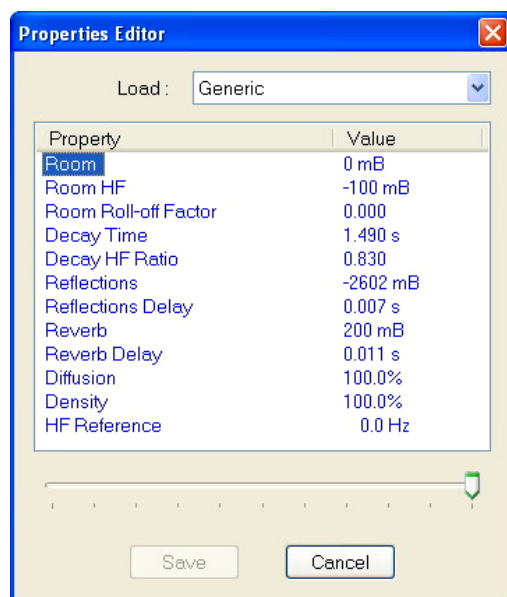 Properties Editor
Load : Generic
Property Value
Room 0 mB
Room HF -100 mB
Room Roll-off Factor 0.000
Decay Time 1.490 s
Decay HF Ratio 0.830
Reflections -2602 mB
Reflections Delay 0.007 s
Reverb 200 mB
Reverb Delay 0.011 s
Diffusion 100.0%
Density 100.0%
HF Reference 0.0 Hz
Save Cancel